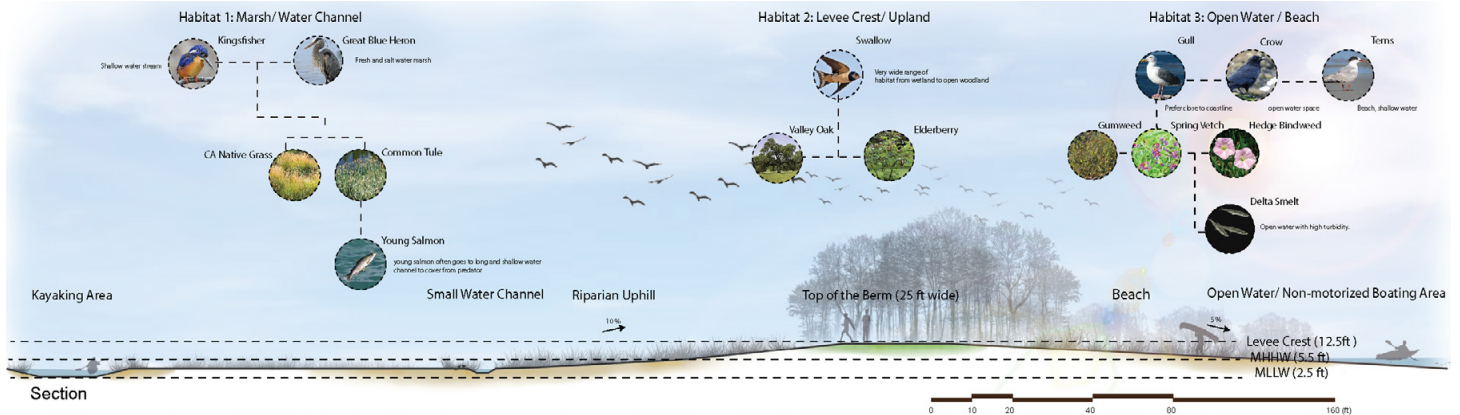 Habitat 1: Marsh/ Water Channel
Habitat 2: Levee Crest/ Upland
Habitat 3: Open Water / Beach
Kingsfisher
Great Blue Heron
Shallow water stream
Fresh and salt water marsh
CA Native Grass
Common Tule
Young Salmon
young salmon often goes to long and shallow water
channel to cover from predator
Swallow
Very wide range of
habitat from wetland to open woodland
Valley Oak
Elderberry
Gull
Crow
Terns
Prefer close to coastline
open water space
Beach, shallow water
Gumweed
Spring Vetch
Hedge Bindweed
Delta Smelt
Open water with high turbidity.
Kayaking Area
Small Water Channel
Riparian Uphill
Top of the Berm (25 ft wide)
Beach
Open Water/ Non-motorized Boating Area
10%
5%
Levee Crest (12.5ft )
MHHW (5.5 ft)
MLLW (2.5 ft)
Section
0 10 20 40 80 160 (ft)